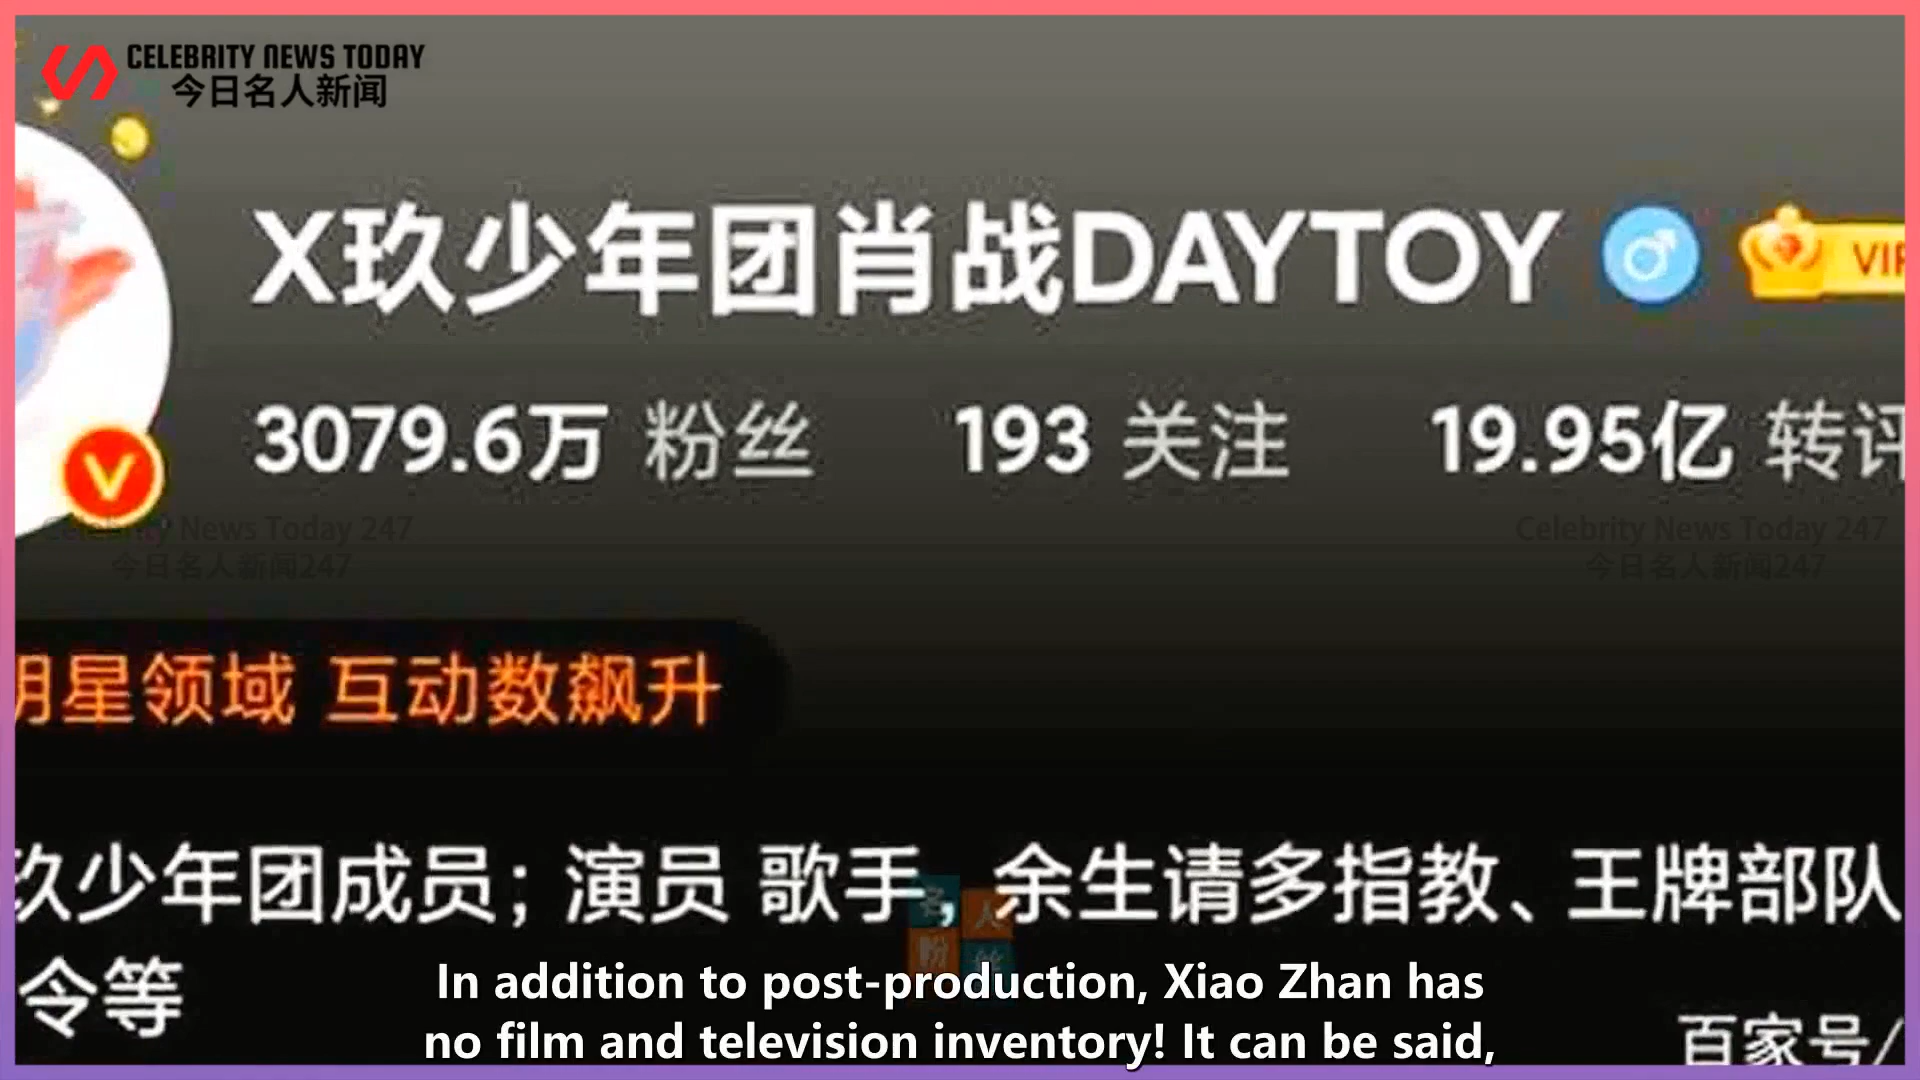 CELEBRITY NEWS TODAY
今日名人新闻
X玖少年团肖战DAYTOY VIP
3079.6万 粉丝 193 关注 19.95亿 转评
Celebrity News Today 247
今日名人新闻247
Celebrity News Today 247
今日名人新闻247
明星领域 互动数飙升
玖少年团成员；演员 歌手，余生请多指教、王牌部队
令等
名人
粉丝
In addition to post-production, Xiao Zhan has
no film and television inventory! It can be said,
百家号/